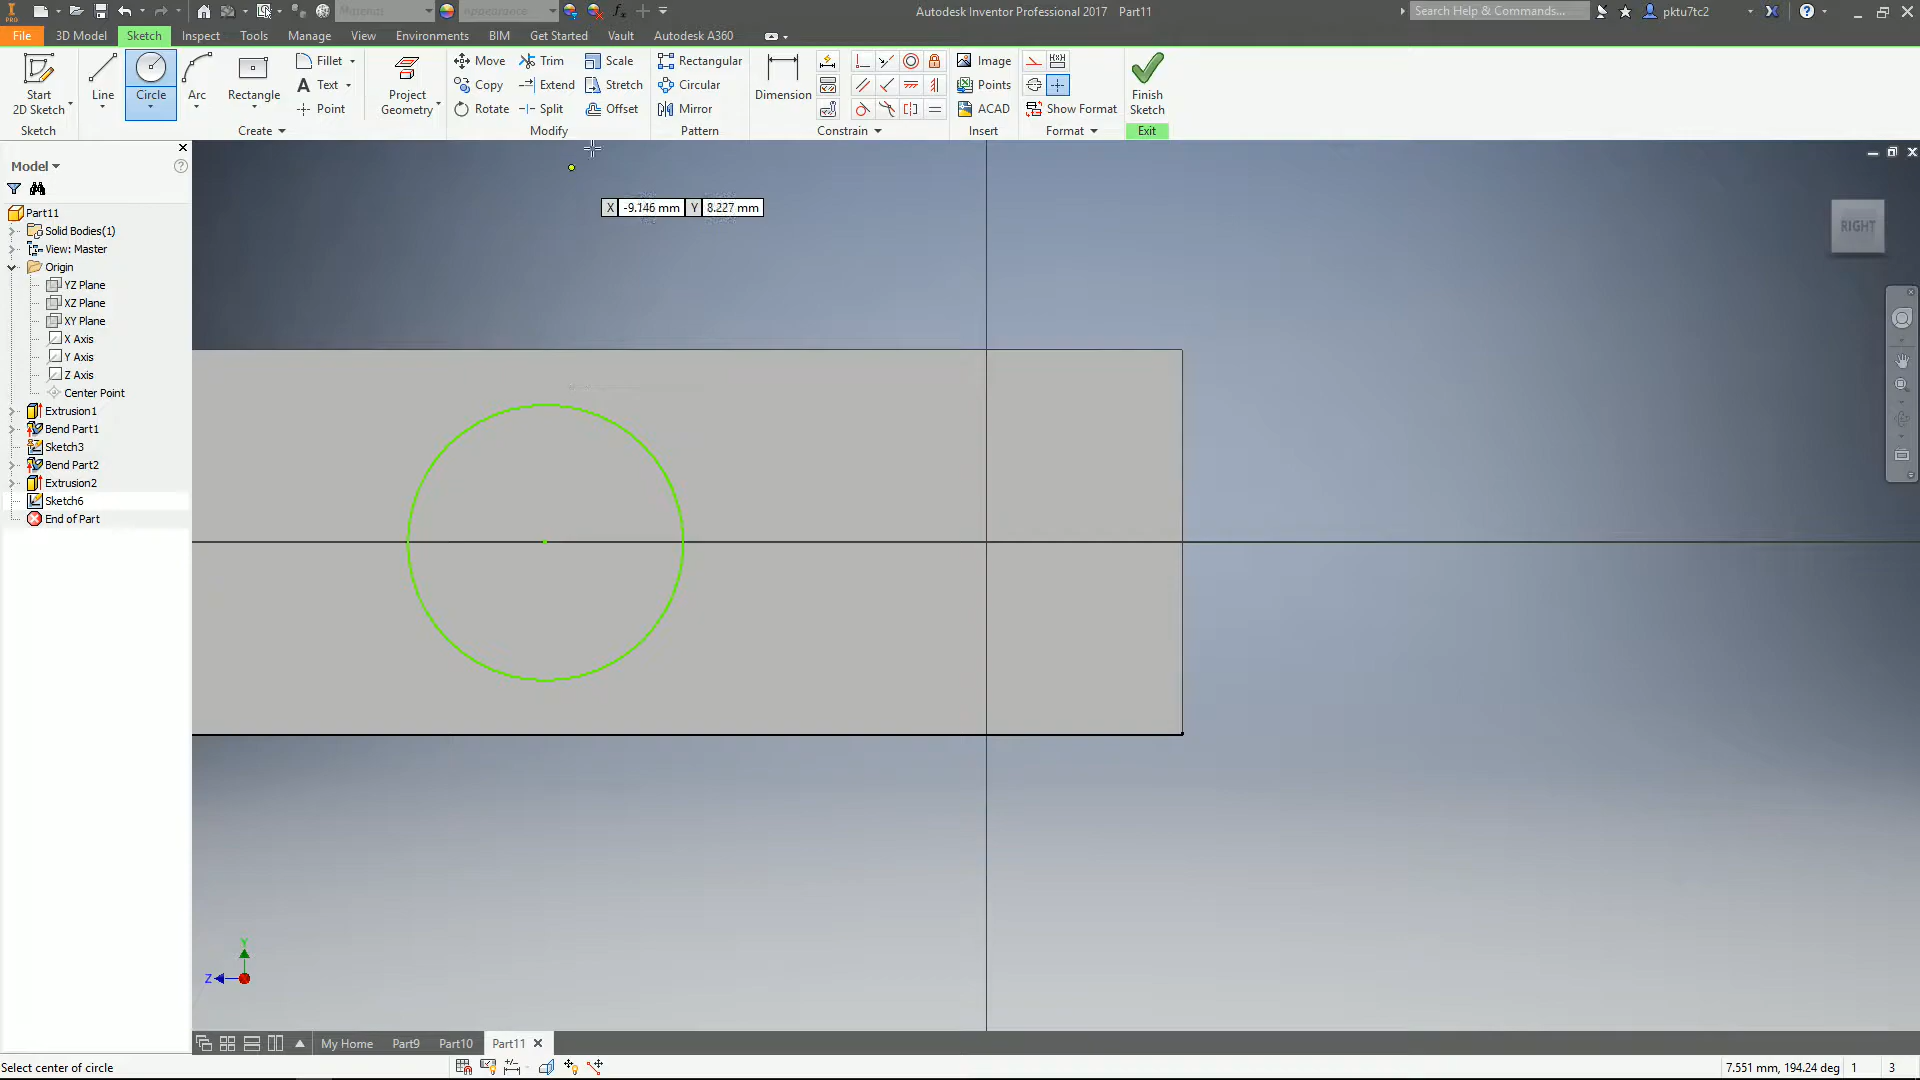 PRO
Material
Appearance
Autodesk Inventor Professional 2017 Part11
Search Help & Commands...
pktu7tc2
File
3D Model
Sketch
Inspect
Tools
Manage
View
Environments
BIM
Get Started
Vault
Autodesk A360
Start
2D Sketch
Sketch
Line
Circle
Arc
Rectangle
Fillet
Text
Point
Create
Project
Geometry
Move
Copy
Rotate
Trim
Extend
Split
Scale
Stretch
Offset
Modify
Rectangular
Circular
Mirror
Pattern
Dimension
Constrain
Image
Points
ACAD
Insert
Show Format
Format
Finish
Sketch
Exit
Model
Part11
Solid Bodies(1)
View: Master
Origin
YZ Plane
XZ Plane
XY Plane
X Axis
Y Axis
Z Axis
Center Point
Extrusion1
Bend Part1
Sketch3
Bend Part2
Extrusion2
Sketch6
End of Part
X -9.146 mm Y 8.227 mm
RIGHT
Y
Z
My Home
Part9
Part10
Part11
Select center of circle
7.551 mm, 194.24 deg 1 3